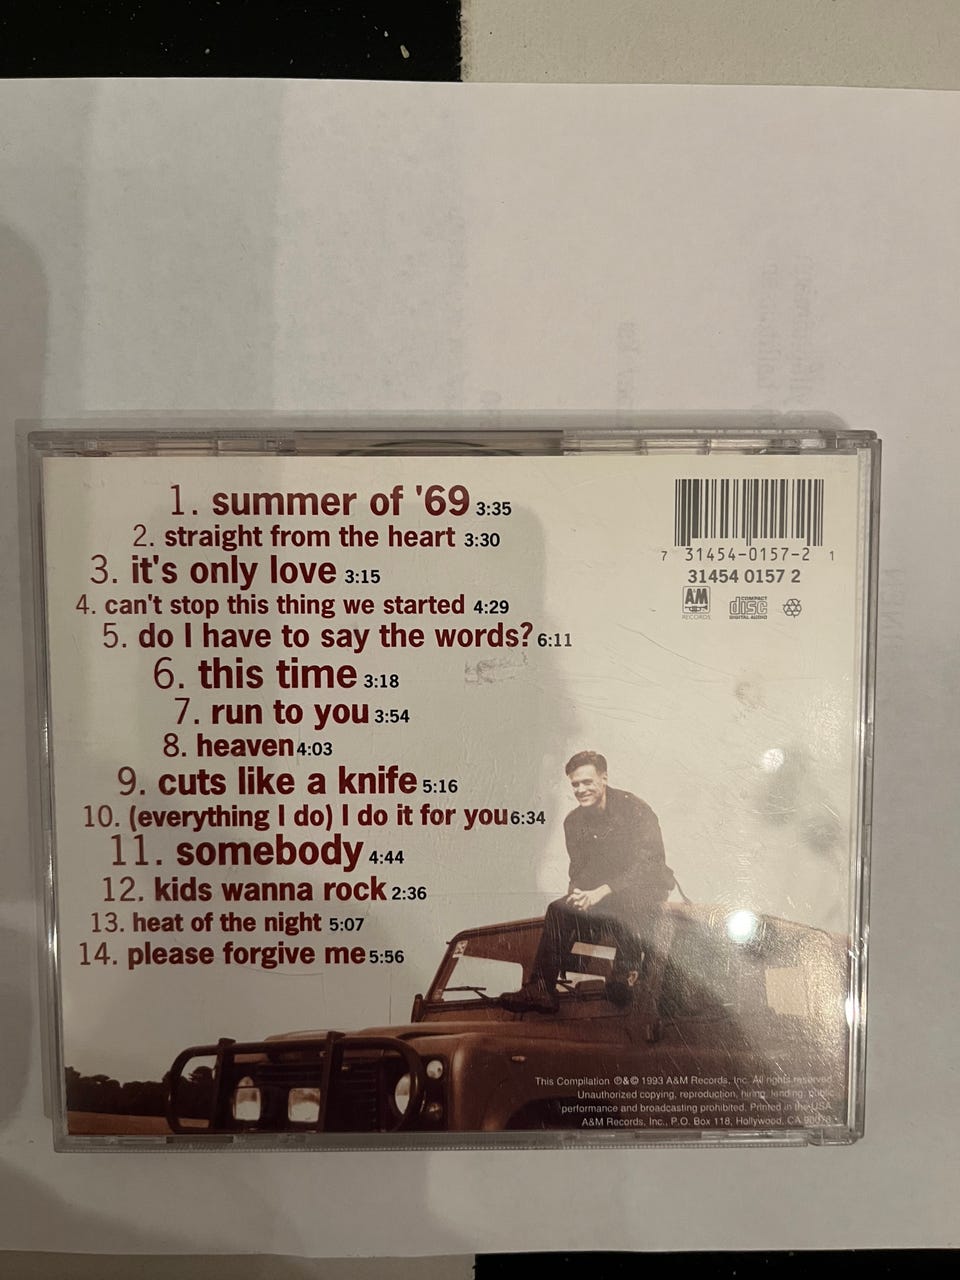 1. summer of '69 3:35
2. straight from the heart 3:30
3. it's only love 3:15
4. can't stop this thing we started 4:29
5. do I have to say the words? 6:11
6. this time 3:18
7. run to you 3:54
8. heaven 4:03
9. cuts like a knife 5:16
10. (everything I do) I do it for you 6:34
11. somebody 4:44
12. kids wanna rock 2:36
13. heat of the night 5:07
14. please forgive me 5:56
7 31454-0157-2 1
31454 0157 2
A&M
RECORDS
COMPACT
disc
DIGITAL AUDIO
This Compilation ℗&© 1993 A&M Records, Inc. All rights reserved.
Unauthorized copying, reproduction, hiring, lending, public
performance and broadcasting prohibited. Printed in the USA.
A&M Records, Inc., P.O. Box 118, Hollywood, CA 90078